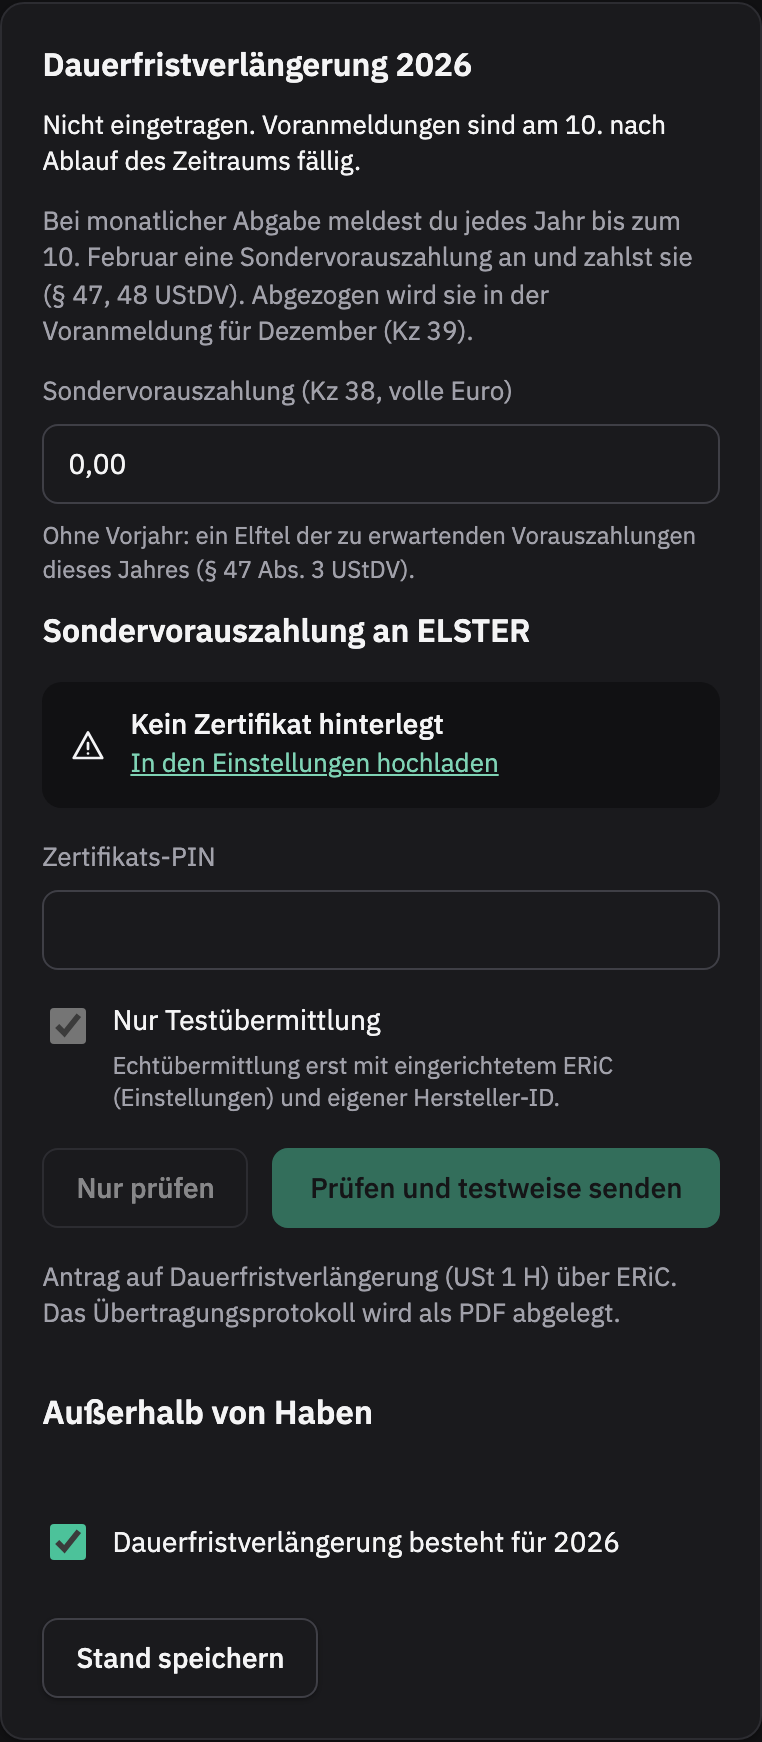 Dauerfristverlängerung 2026
Nicht eingetragen. Voranmeldungen sind am 10. nach
Ablauf des Zeitraums fällig.
Bei monatlicher Abgabe meldest du jedes Jahr bis zum
10. Februar eine Sondervorauszahlung an und zahlst sie
(§ 47, 48 UStDV). Abgezogen wird sie in der
Voranmeldung für Dezember (Kz 39).
Sondervorauszahlung (Kz 38, volle Euro)
0,00
Ohne Vorjahr: ein Elftel der zu erwartenden Vorauszahlungen
dieses Jahres (§ 47 Abs. 3 UStDV).
Sondervorauszahlung an ELSTER
Kein Zertifikat hinterlegt
In den Einstellungen hochladen
Zertifikats-PIN
Nur Testübermittlung
Echtübermittlung erst mit eingerichtetem ERiC
(Einstellungen) und eigener Hersteller-ID.
Nur prüfen
Prüfen und testweise senden
Antrag auf Dauerfristverlängerung (USt 1 H) über ERiC.
Das Übertragungsprotokoll wird als PDF abgelegt.
Außerhalb von Haben
Dauerfristverlängerung besteht für 2026
Stand speichern